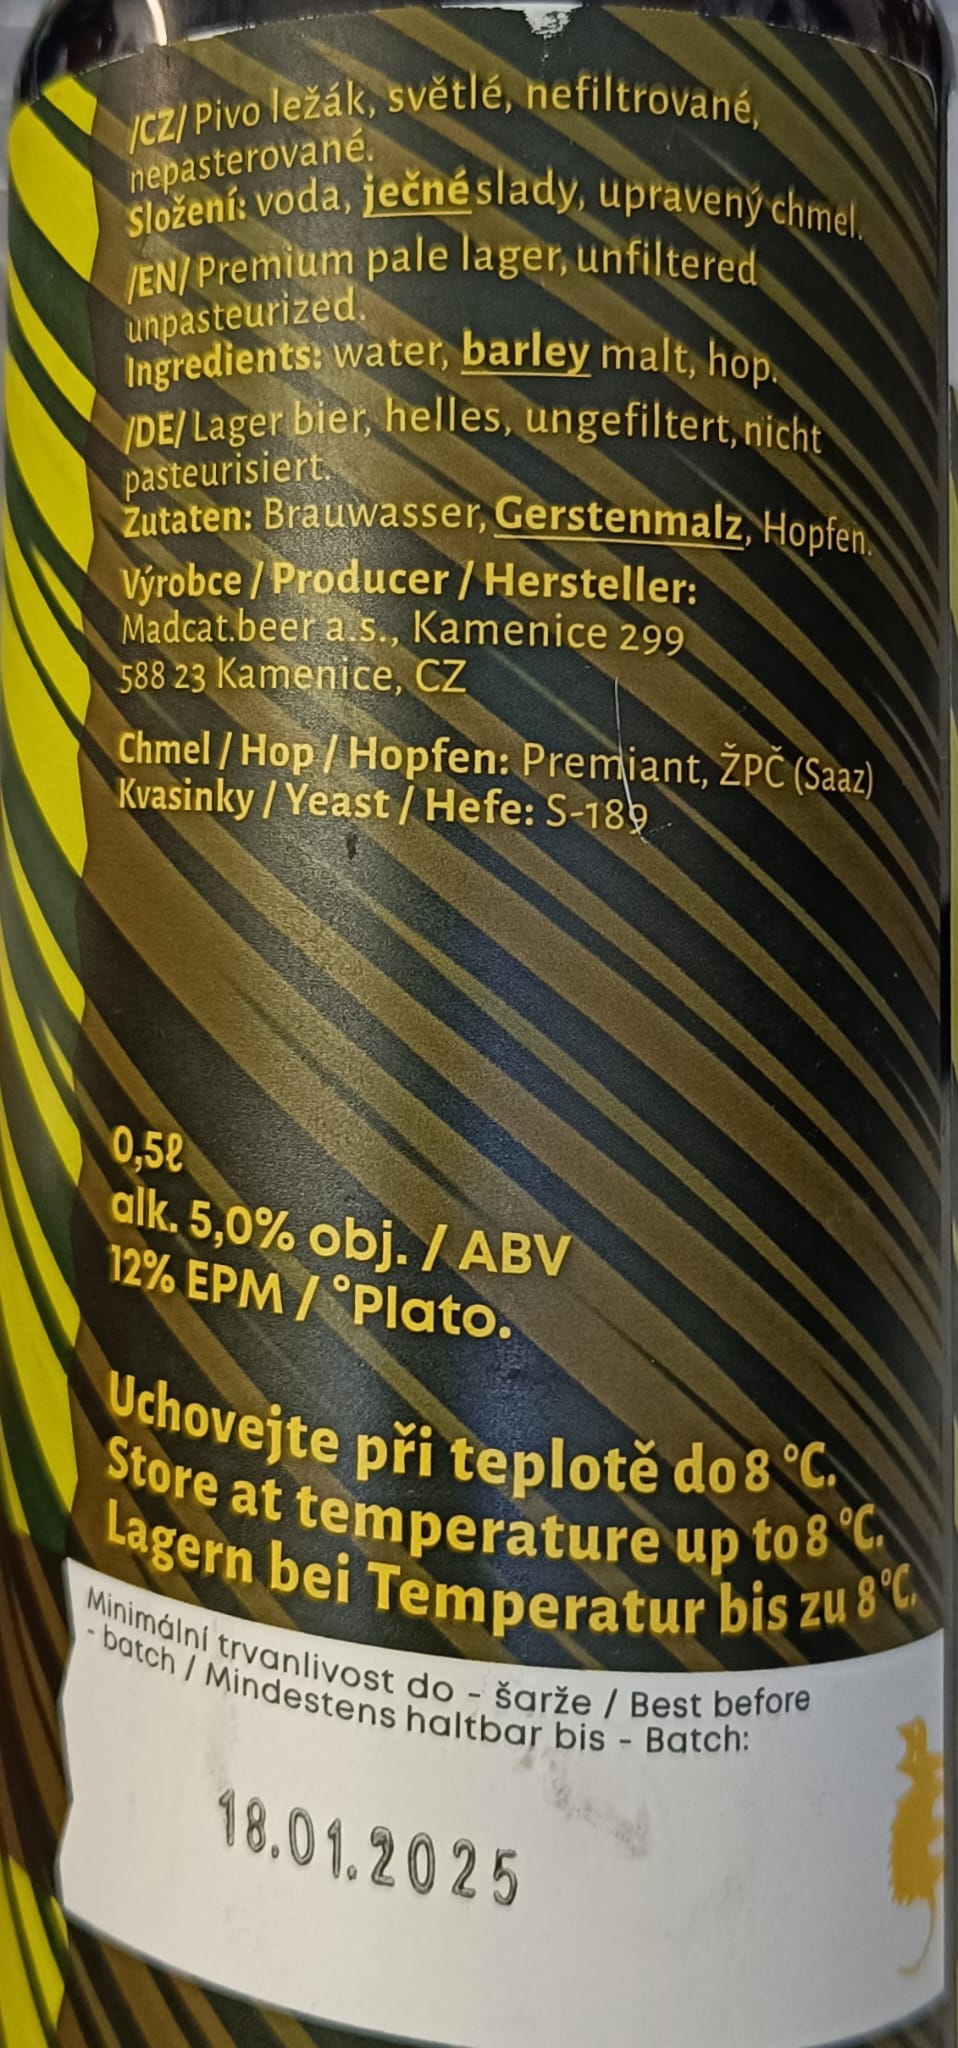 /CZ/ Pivo ležák, světlé, nefiltrované,
nepasterované.
Složení: voda, ječné slady, upravený chmel.
/EN/ Premium pale lager, unfiltered
unpasteurized.
Ingredients: water, barley malt, hop.
/DE/ Lager bier, helles, ungefiltert, nicht
pasteurisiert.
Zutaten: Brauwasser, Gerstenmalz, Hopfen.
Výrobce / Producer / Hersteller:
Madcat.beer a.s., Kamenice 299
588 23 Kamenice, CZ
Chmel / Hop / Hopfen: Premiant, ŽPČ (Saaz)
Kvasinky / Yeast / Hefe: S-189
0,5ℓ
alk. 5,0% obj. / ABV
12% EPM / °Plato.
Uchovejte při teplotě do 8 °C.
Store at temperature up to 8 °C.
Lagern bei Temperatur bis zu 8 °C.
Minimální trvanlivost do - šarže / Best before
- batch / Mindestens haltbar bis - Batch:
18.01.2025